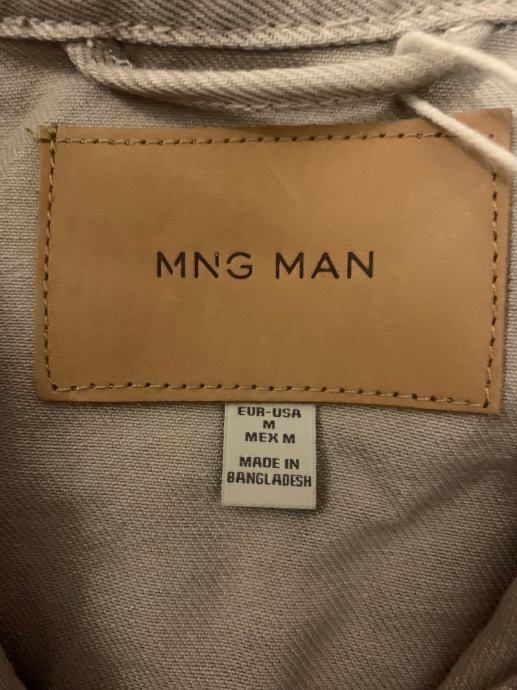 MNG MAN
EUR-USA
M
MEX M
MADE IN
BANGLADESH